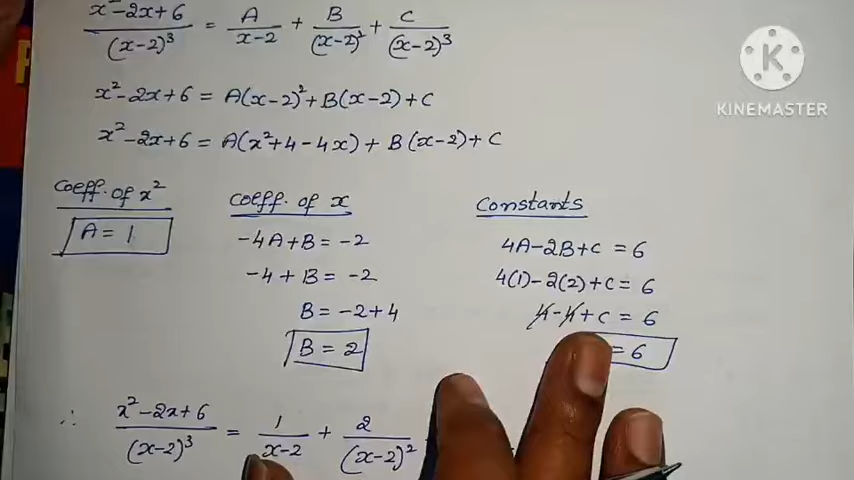 x²-2x+6 / (x-2)³ = A / x-2 + B / (x-2)² + C / (x-2)³
x²-2x+6 = A(x-2)²+B(x-2)+C
x²-2x+6 = A(x²+4-4x)+B(x-2)+C
Coeff. of x²
A=1
Coeff. of x
-4A+B=-2
-4+B=-2
B=-2+4
B=2
Constants
4A-2B+C=6
4(1)-2(2)+C=6
4-4+C=6
=6
∴ x²-2x+6 / (x-2)³ = 1 / x-2 + 2 / (x-2)²
K
KINEMASTER